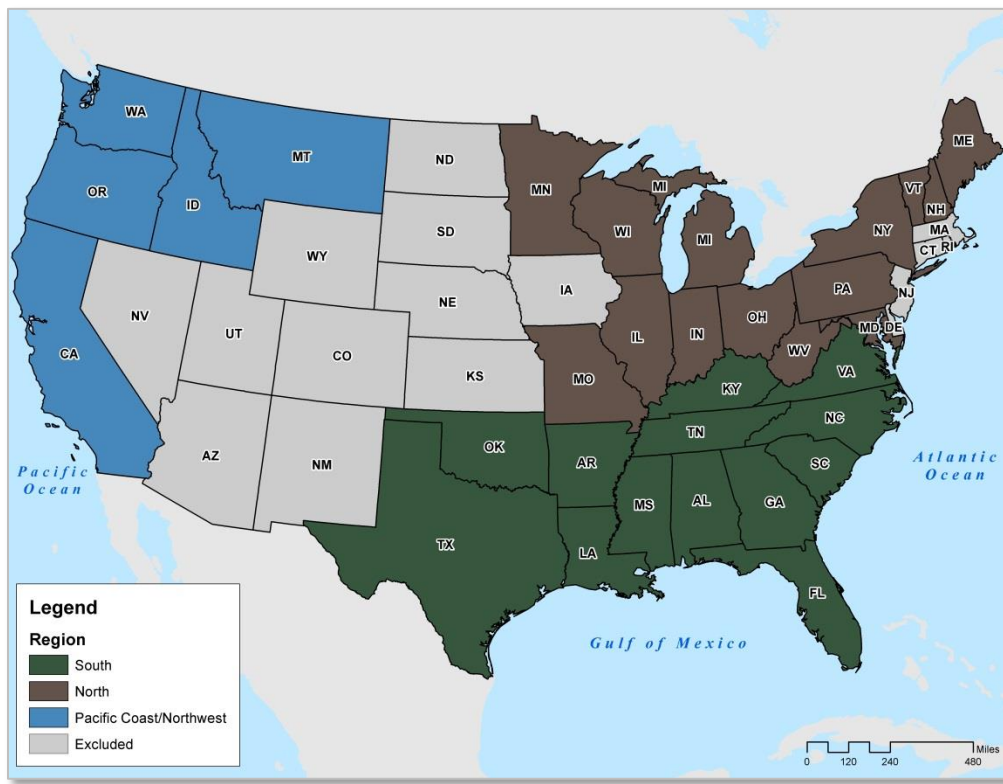 WA
MT
ND
MN
MI
ME
VT
NH
OR
ID
SD
WI
MI
NY
MA
CT
RI
WY
IA
PA
NJ
NE
NV
UT
CO
IL
IN
OH
MD
DE
WV
CA
KS
MO
KY
VA
AZ
NM
OK
AR
TN
NC
SC
MS
AL
GA
TX
LA
FL
Pacific
Ocean
Atlantic
Ocean
Gulf of Mexico
Legend
Region
South
North
Pacific Coast/Northwest
Excluded
Miles
0 120 240 480